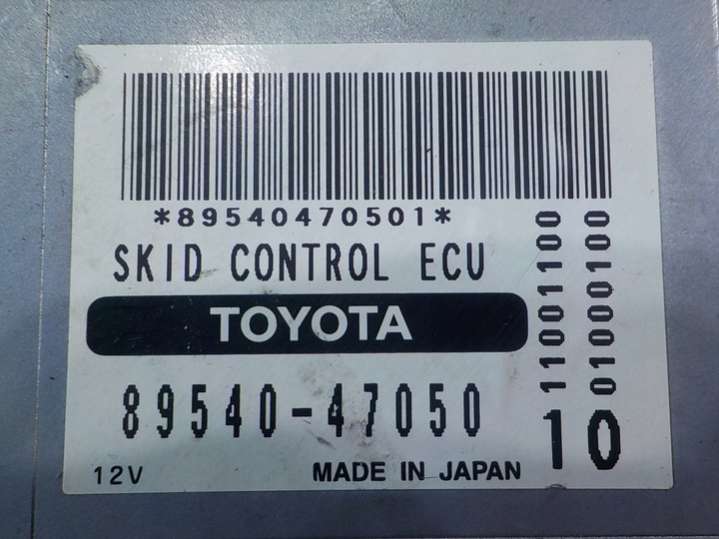 *89540470501*
SKID CONTROL ECU
TOYOTA
89540-47050
12V MADE IN JAPAN
11001100
01000100
10